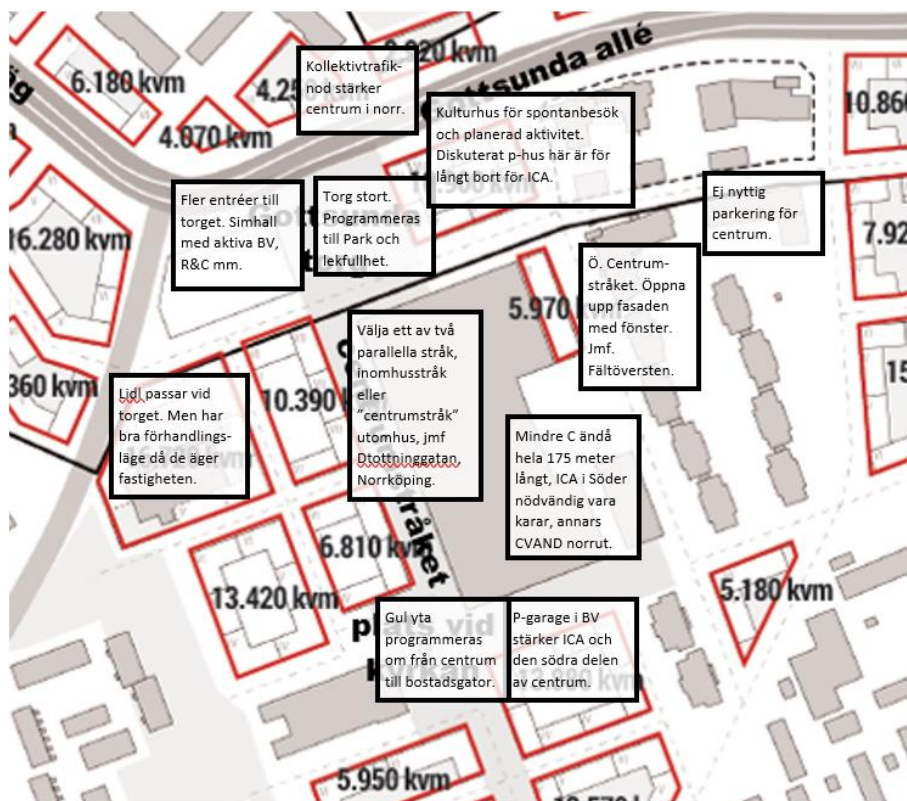 6.180 kvm
4.070 kvm
Kollektivtrafik-
nod stärker
centrum i norr.
Kulturhus för spontanbesök
och planerad aktivitet.
Diskuterat p-hus här är för
långt bort för ICA.
allé
10.860
Fler entréer till
torget. Simhall
med aktiva BV,
R&C mm.
Torg stort.
Programmeras
till Park och
lekfullhet.
Ej nyttig
parkering för
centrum.
16.280 kvm
7.92
Ö. Centrum-
stråket. Öppna
upp fasaden
med fönster.
Jmf.
Fältöversten.
5.970
Välja ett av två
parallella stråk,
inomhusstråk
eller
”centrumstråk”
utomhus, jmf
Dtottninggatan,
Norrköping.
360 kvm
10.390
15
Lidl passar vid
torget. Men har
bra förhandlings-
läge då de äger
fastigheten.
Mindre C ändå
hela 175 meter
långt, ICA i Söder
nödvändig vara
karar, annars
CVAND norrut.
6.810 kvm
13.420 kvm
5.180 kvm
Gul yta
programmeras
om från centrum
till bostadsgator.
P-garage i BV
stärker ICA och
den södra delen
av centrum.
5.950 kvm